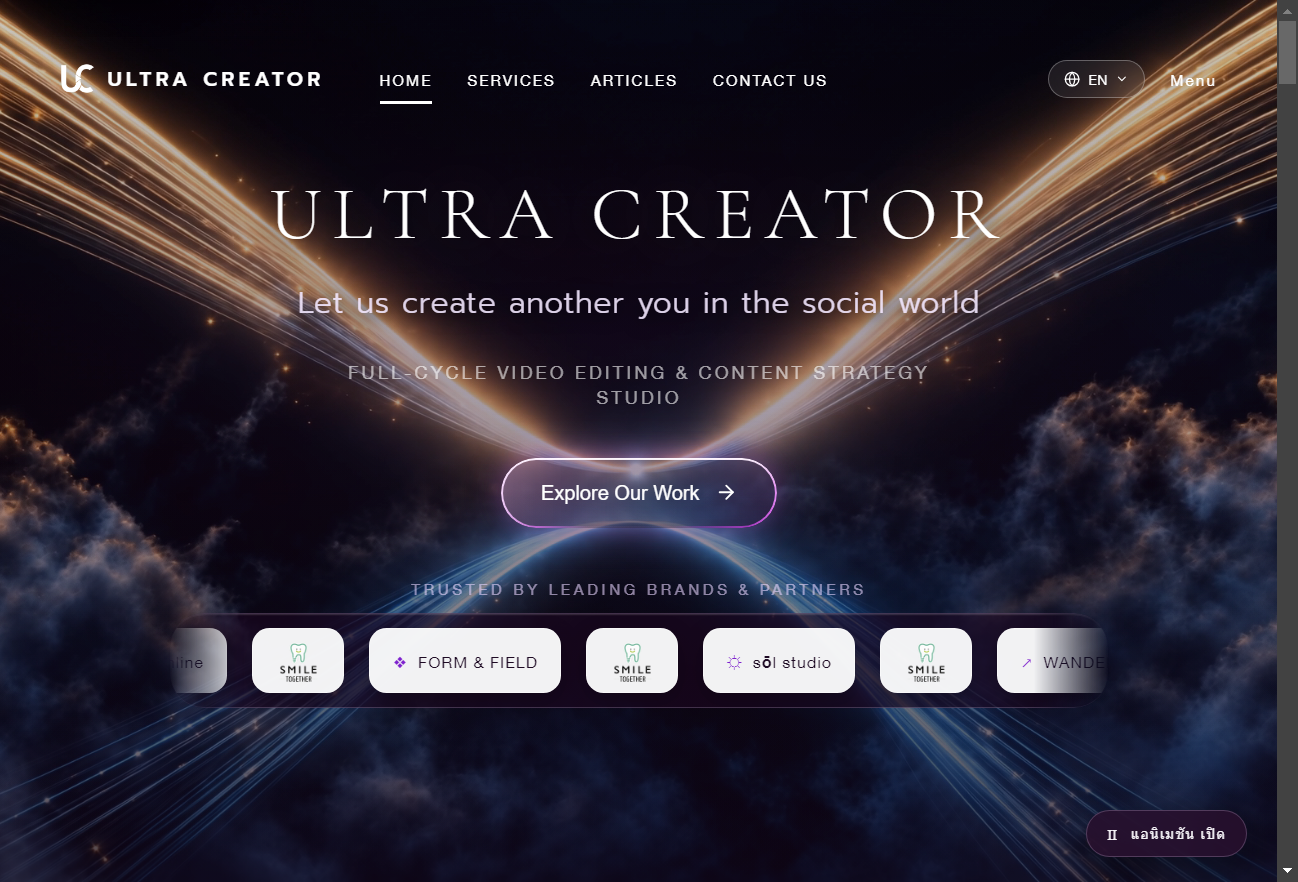 UC ULTRA CREATOR
HOME SERVICES ARTICLES CONTACT US
EN
Menu
ULTRA CREATOR
Let us create another you in the social world
FULL-CYCLE VIDEO EDITING & CONTENT STRATEGY
STUDIO
Explore Our Work
TRUSTED BY LEADING BRANDS & PARTNERS
SMILE
TOGETHER
FORM & FIELD
SMILE
TOGETHER
sōl studio
SMILE
TOGETHER
WANDE
แอนิเมชัน เปิด